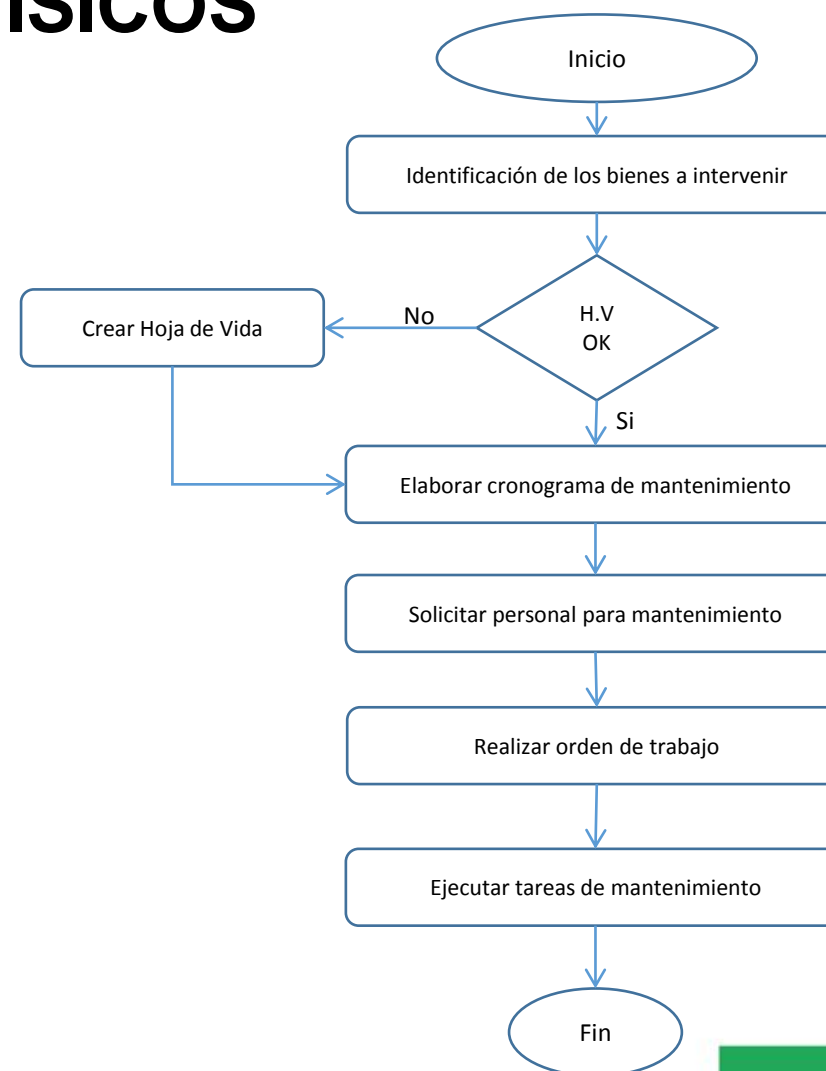 ÍSICOS
Inicio
Identificación de los bienes a intervenir
H.V
OK
No
Crear Hoja de Vida
Si
Elaborar cronograma de mantenimiento
Solicitar personal para mantenimiento
Realizar orden de trabajo
Ejecutar tareas de mantenimiento
Fin